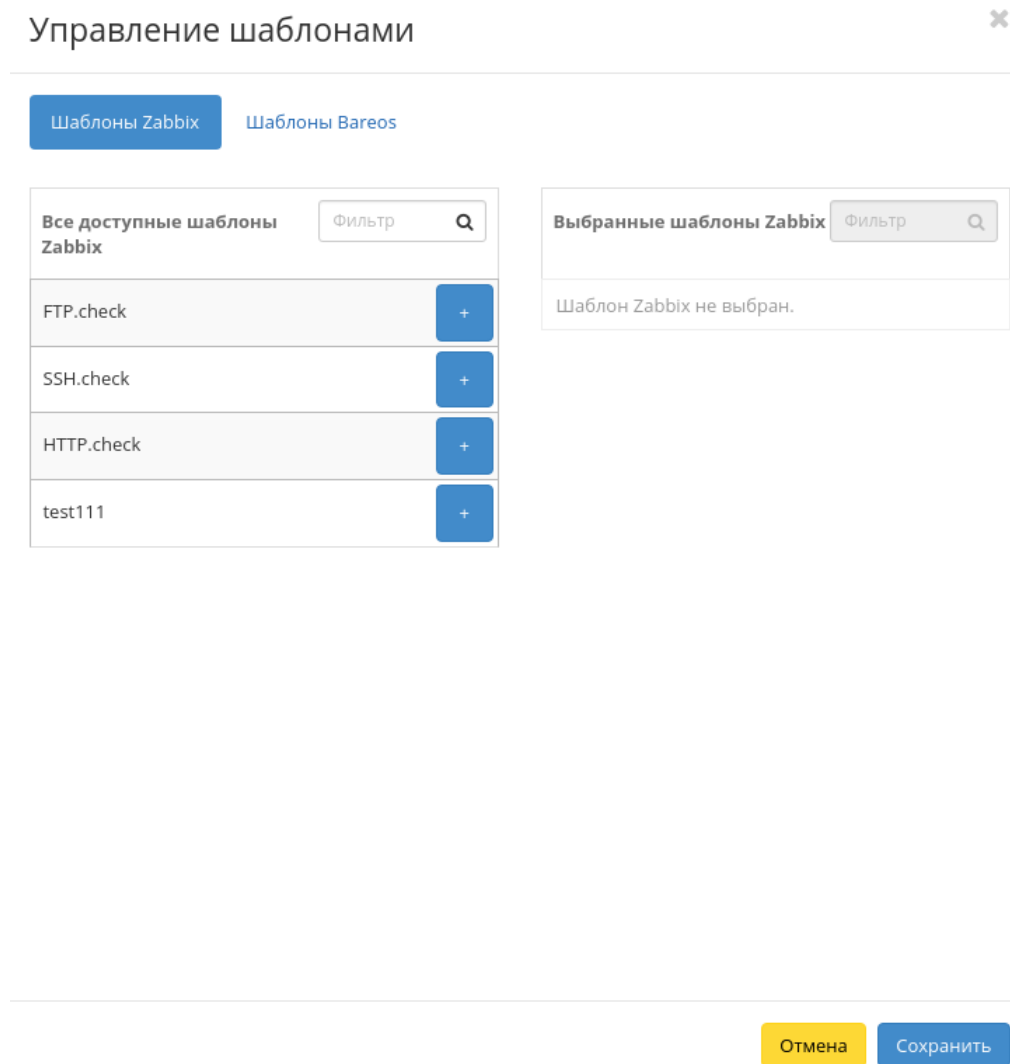 Управление шаблонами
Шаблоны Zabbix
Шаблоны Bareos
Все доступные шаблоны
Zabbix
Фильтр
FTP.check
+
SSH.check
+
HTTP.check
+
test111
+
Выбранные шаблоны Zabbix
Фильтр
Шаблон Zabbix не выбран.
Отмена
Сохранить